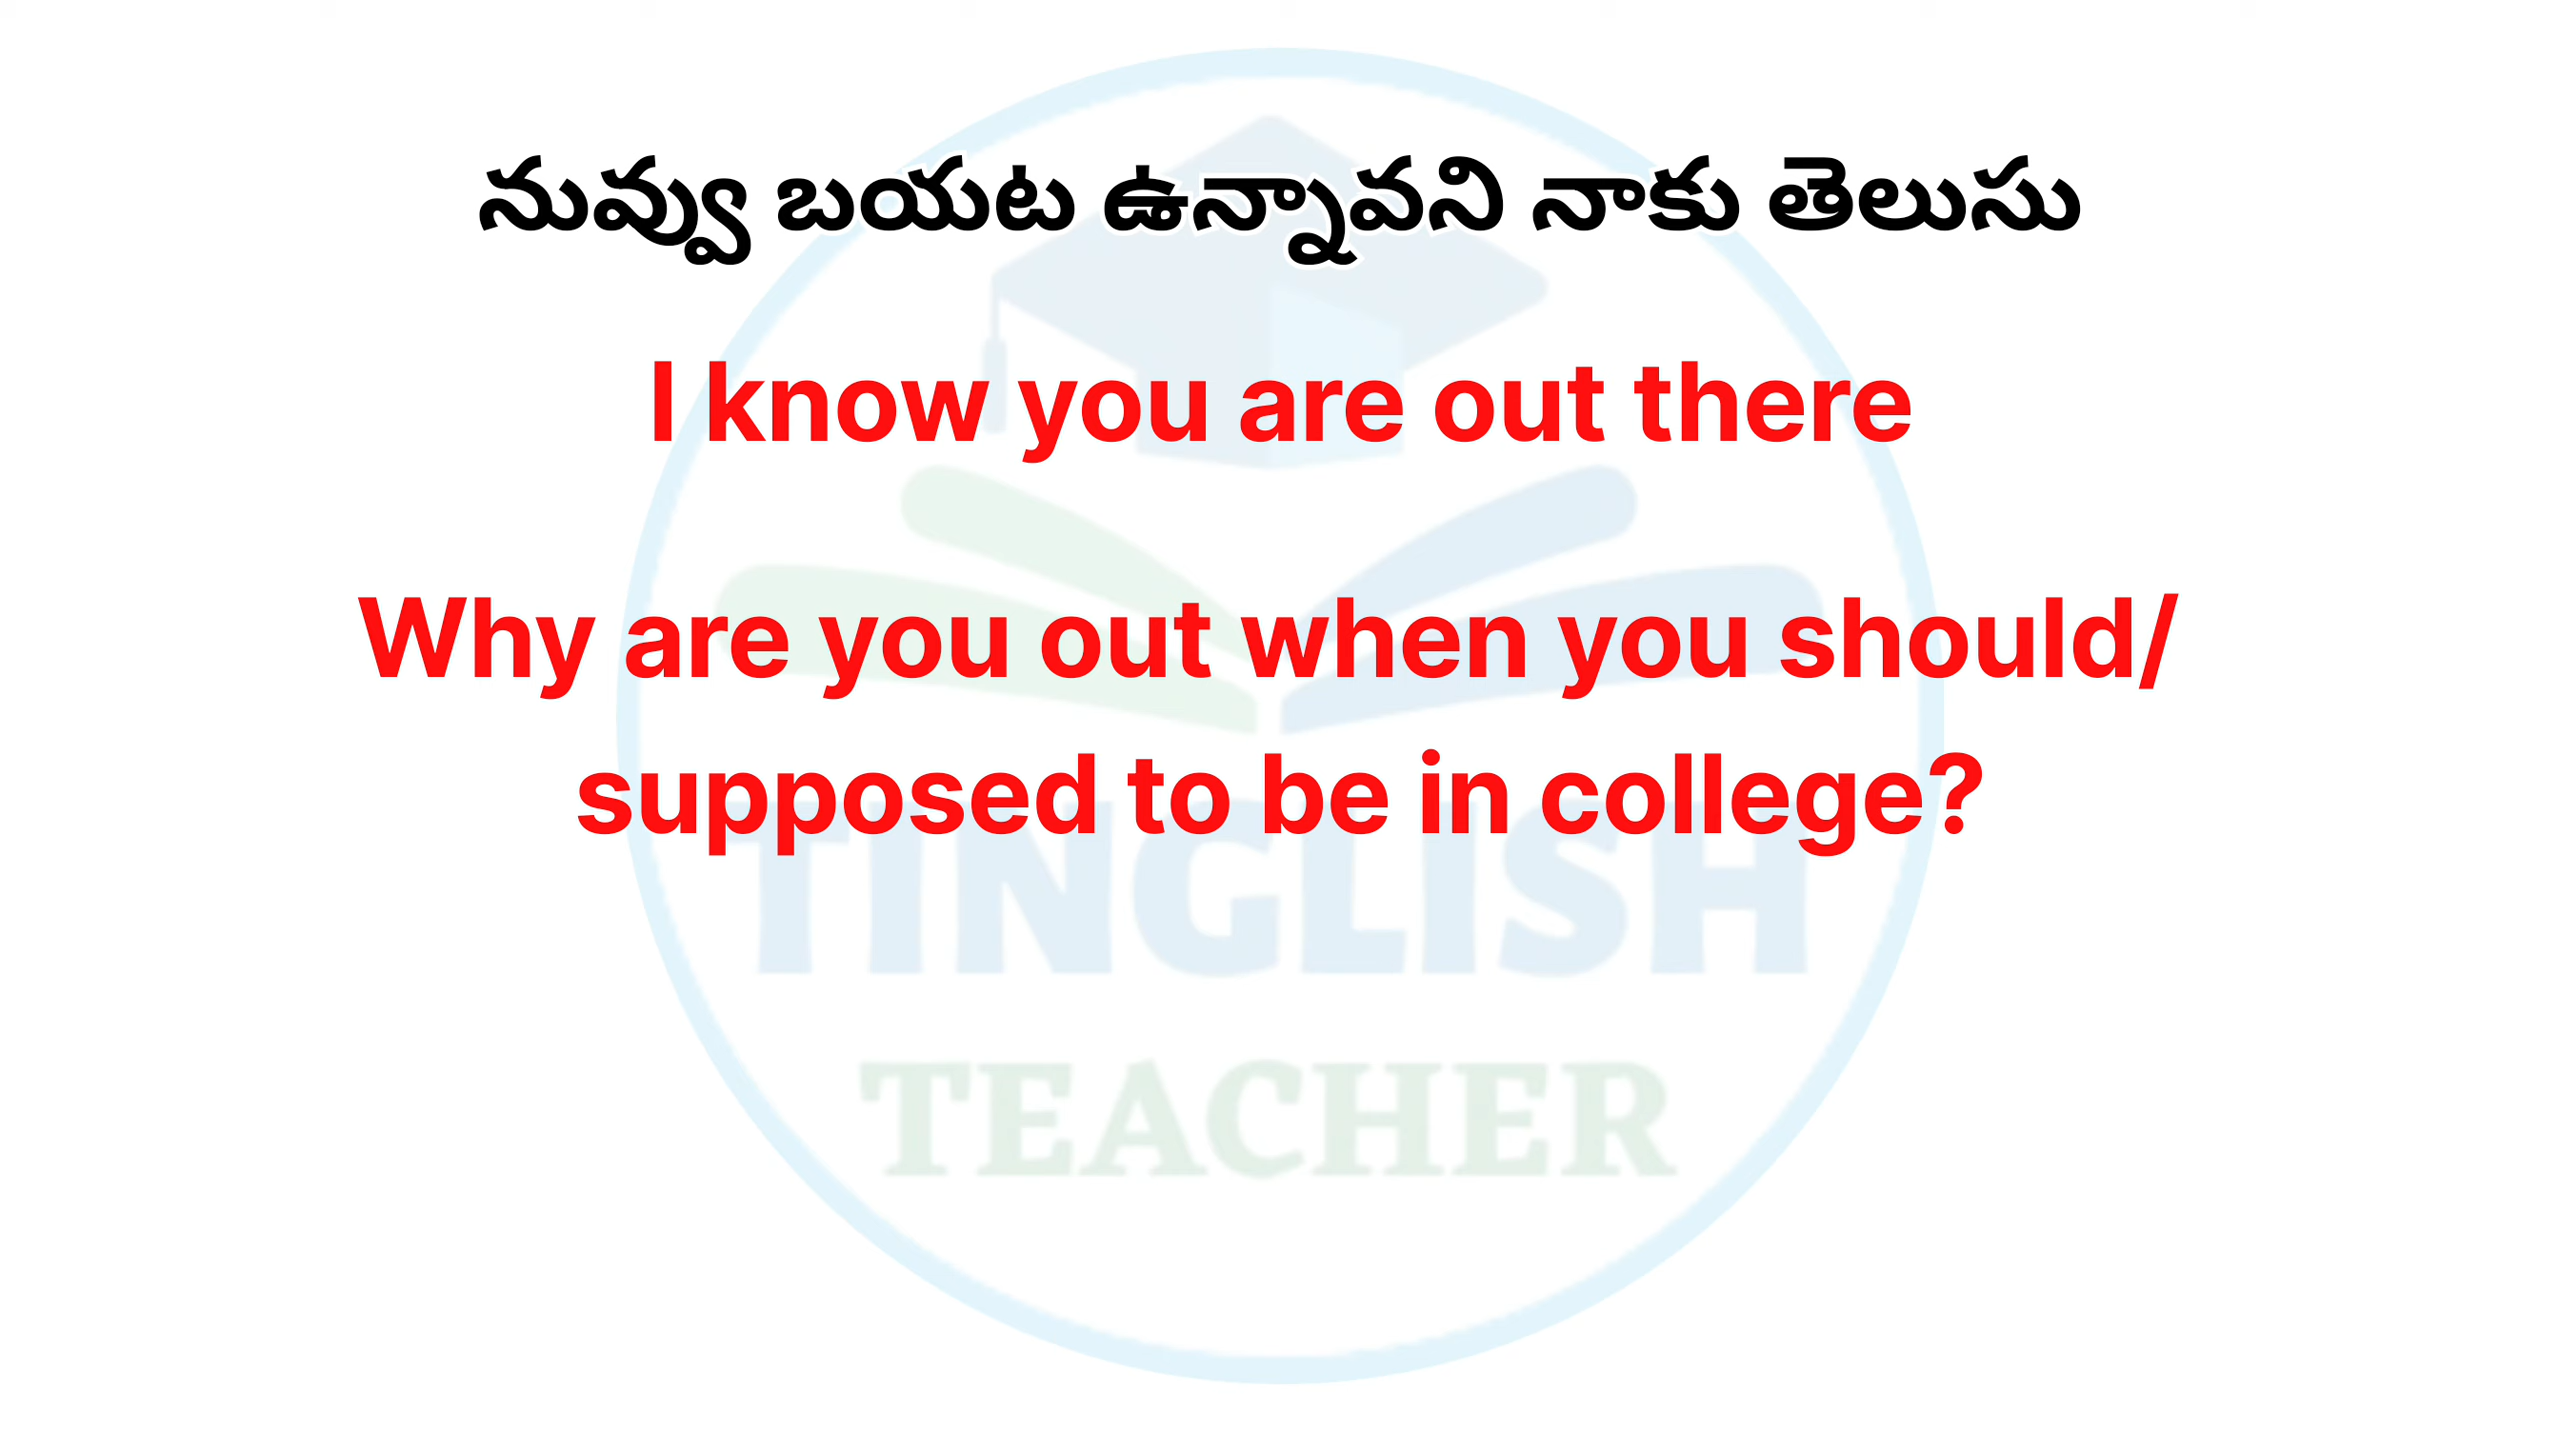 నువ్వు బయట ఉన్నావని నాకు తెలుసు
I know you are out there
Why are you out when you should/
supposed to be in college?
TINGLISH
TEACHER